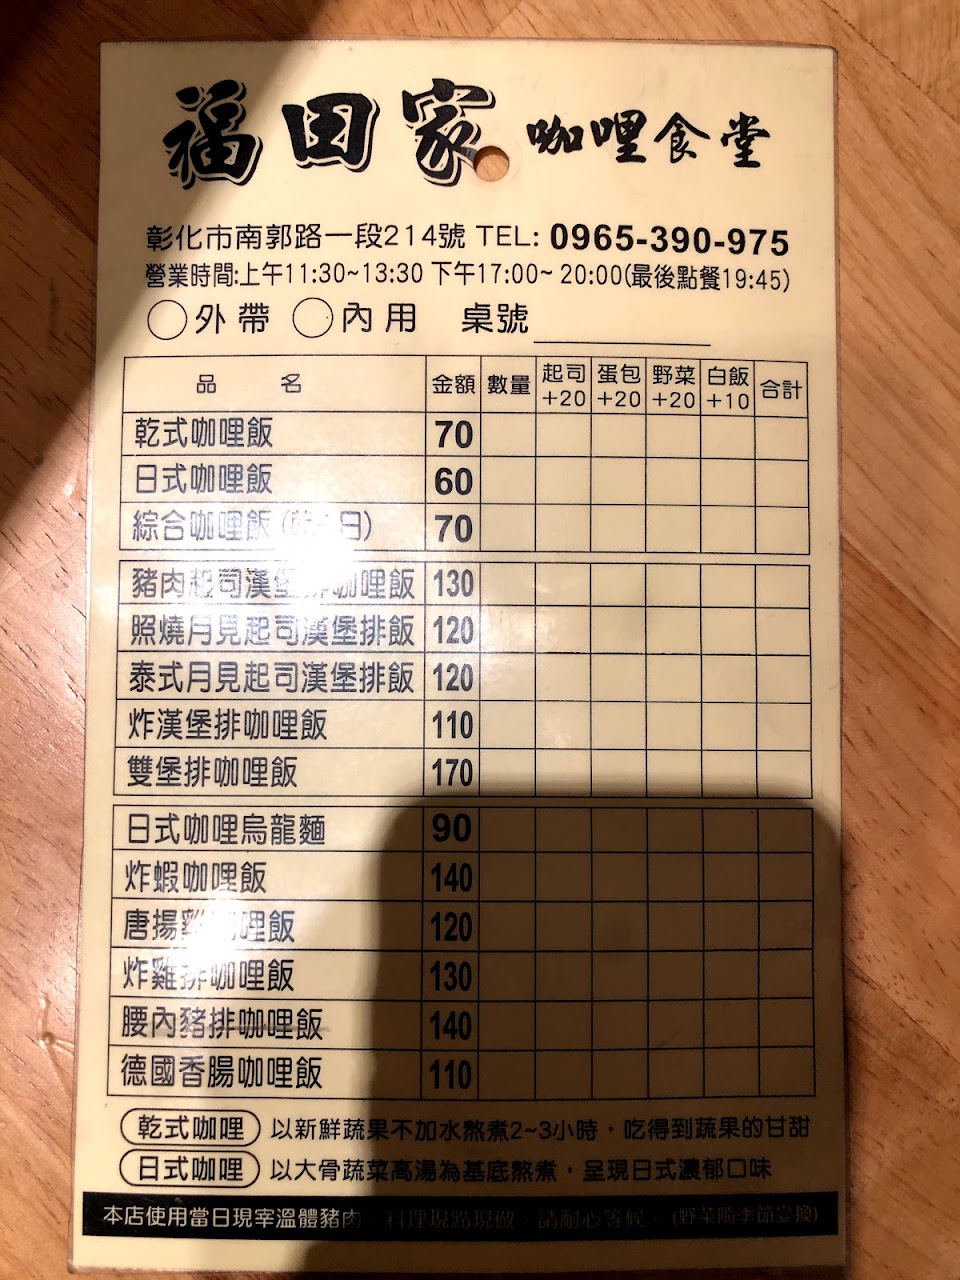 福田家 咖哩食堂
彰化市南郭路一段214號 TEL: 0965-390-975
營業時間:上午11:30~13:30 下午17:00~20:00(最後點餐19:45)
外帶 內用 桌號
品名 金額 數量 起司+20 蛋包+20 野菜+20 白飯+10 合計
乾式咖哩飯 70
日式咖哩飯 60
綜合咖哩飯 (日) 70
豬肉起司漢堡排咖哩飯 130
照燒月見起司漢堡排飯 120
泰式月見起司漢堡排飯 120
炸漢堡排咖哩飯 110
雙堡排咖哩飯 170
日式咖哩烏龍麵 90
炸蝦咖哩飯 140
唐揚雞咖哩飯 120
炸雞排咖哩飯 130
腰內豬排咖哩飯 140
德國香腸咖哩飯 110
乾式咖哩 以新鮮蔬果不加水熬煮2~3小時，吃得到蔬果的甘甜
日式咖哩 以大骨蔬菜高湯為基底熬煮，呈現日式濃郁口味
本店使用當日現宰溫體豬肉，料理現點現做、請耐心等候。(野菜隨季節變換)